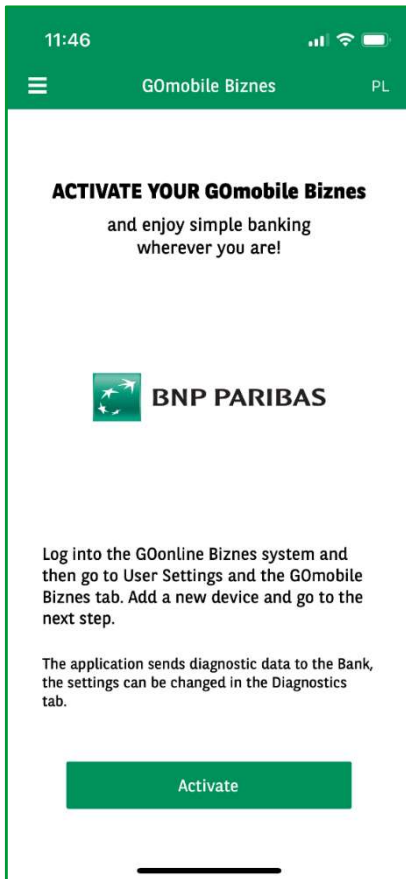 11:46
GOmobile Biznes PL
ACTIVATE YOUR GOmobile Biznes
and enjoy simple banking
wherever you are!
BNP PARIBAS
Log into the GOonline Biznes system and
then go to User Settings and the GOmobile
Biznes tab. Add a new device and go to the
next step.
The application sends diagnostic data to the Bank,
the settings can be changed in the Diagnostics
tab.
Activate